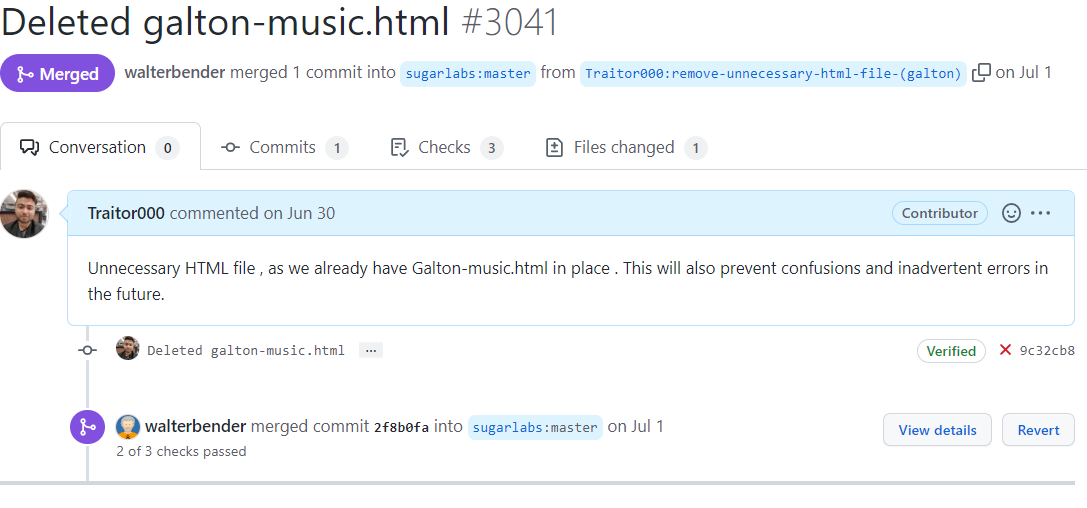 Deleted galton-music.html #3041
Merged walterbender merged 1 commit into sugarlabs:master from Traitor000:remove-unnecessary-html-file-(galton) on Jul 1
Conversation 0 Commits 1 Checks 3 Files changed 1
Traitor000 commented on Jun 30 Contributor ...
Unnecessary HTML file , as we already have Galton-music.html in place . This will also prevent confusions and inadvertent errors in
the future.
Deleted galton-music.html ... Verified 9c32cb8
walterbender merged commit 2f8b0fa into sugarlabs:master on Jul 1 View details Revert
2 of 3 checks passed